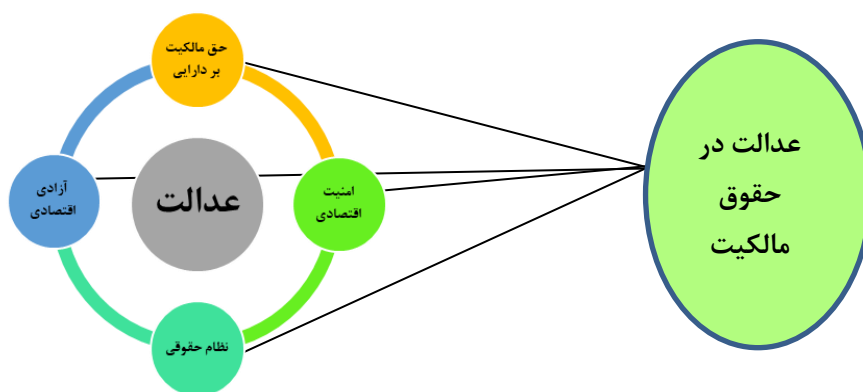 حق مالکیت
بر دارایی
عدالت در
حقوق
مالکیت
آزادی
اقتصادی
عدالت
امنیت
اقتصادی
نظام حقوقی